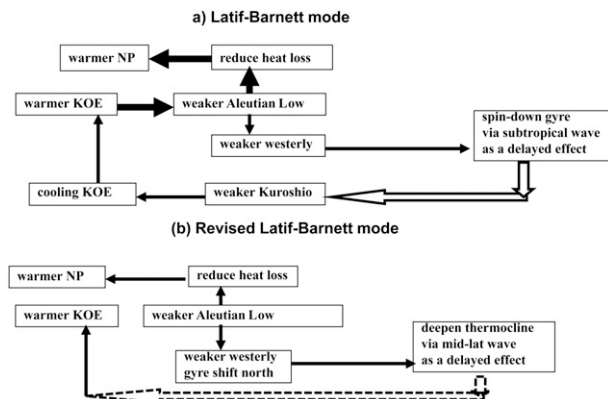 a) Latif-Barnett mode
warmer NP
reduce heat loss
warmer KOE
weaker Aleutian Low
weaker westerly
spin-down gyre
via subtropical wave
as a delayed effect
cooling KOE
weaker Kuroshio
(b) Revised Latif-Barnett mode
warmer NP
reduce heat loss
warmer KOE
weaker Aleutian Low
weaker westerly
gyre shift north
deepen thermocline
via mid-lat wave
as a delayed effect